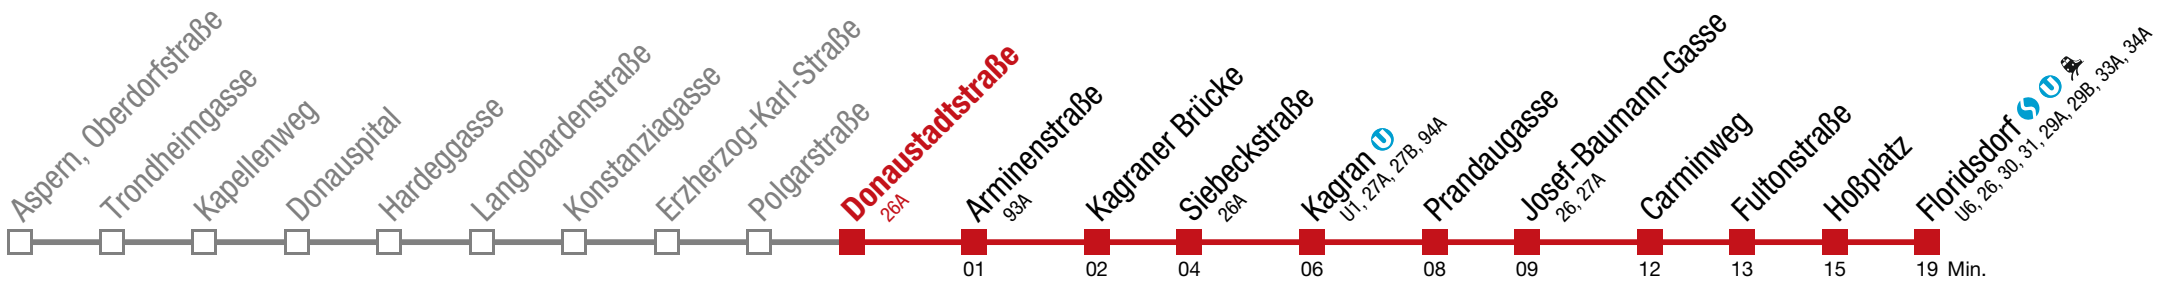 Aspern, Oberdorfstraße
Trondheimgasse
Kapellenweg
Donauspital
Hardeggasse
Langobardenstraße
Konstanziagasse
Erzherzog-Karl-Straße
Polgarstraße
Donaustadtstraße
26A
Arminenstraße
93A
Kagraner Brücke
Siebeckstraße
26A
Kagran U
U1, 27A, 27B, 94A
Prandaugasse
Josef-Baumann-Gasse
26, 27A
Carminweg
Fultonstraße
Hoßplatz
Floridsdorf S U
U6, 26, 30, 31, 29A, 29B, 33A, 34A
01 02 04 06 08 09 12 13 15 19 Min.